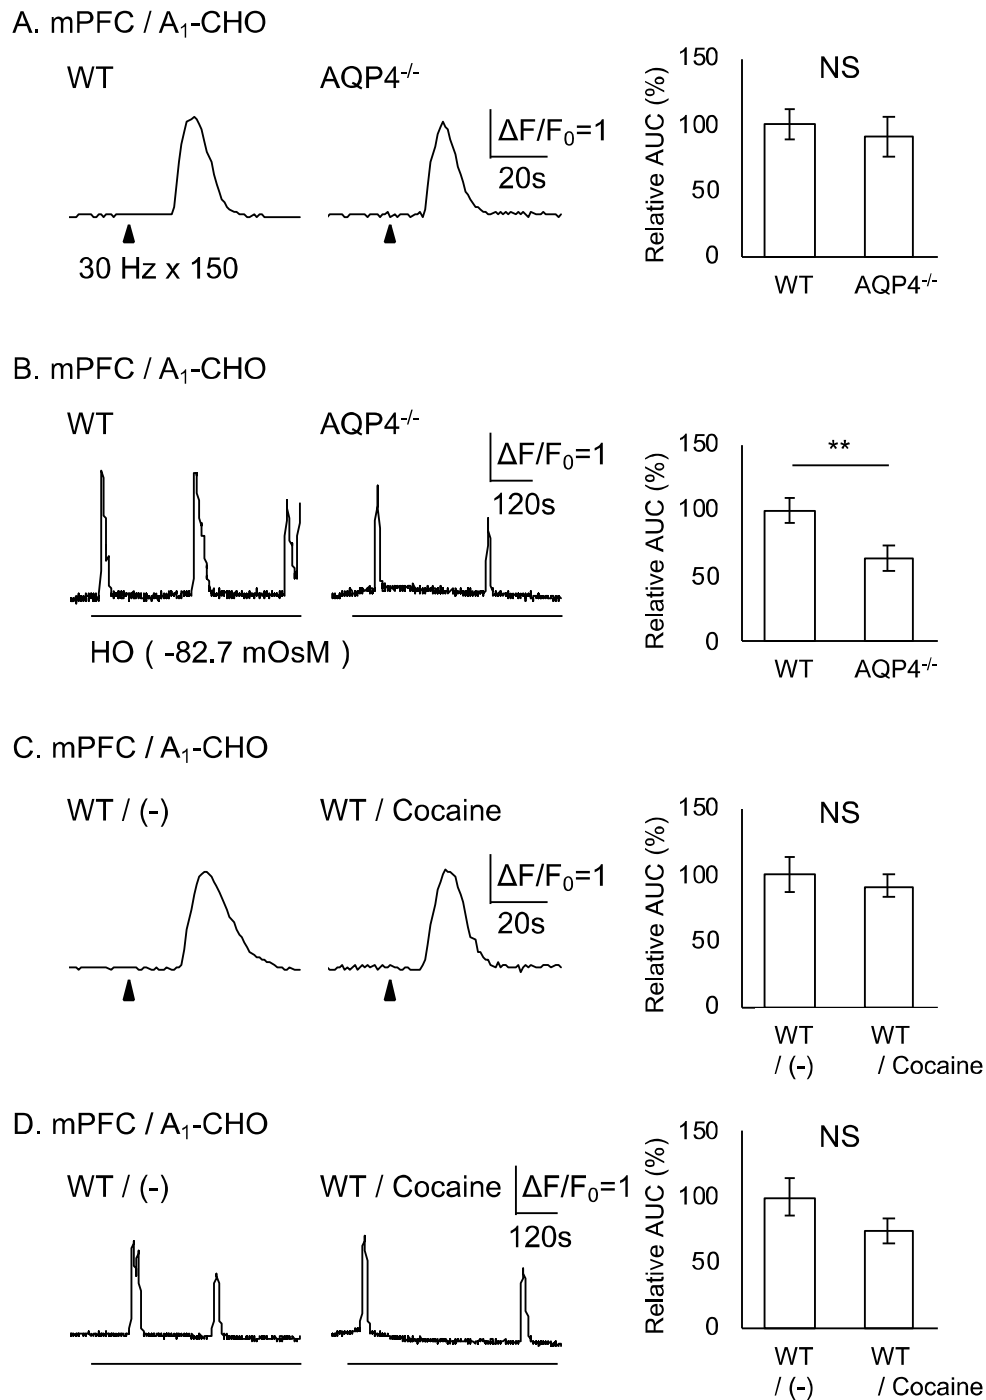 A. mPFC / A₁-CHO
WT
AQP4⁻/⁻
ΔF/F₀=1
20s
30 Hz x 150
Relative AUC (%)
150
100
50
0
NS
WT
AQP4⁻/⁻
B. mPFC / A₁-CHO
WT
AQP4⁻/⁻
ΔF/F₀=1
120s
HO ( -82.7 mOsM )
Relative AUC (%)
150
100
50
0
**
WT
AQP4⁻/⁻
C. mPFC / A₁-CHO
WT / (-)
WT / Cocaine
ΔF/F₀=1
20s
Relative AUC (%)
150
100
50
0
NS
WT
/ (-)
WT
/ Cocaine
D. mPFC / A₁-CHO
WT / (-)
WT / Cocaine
ΔF/F₀=1
120s
Relative AUC (%)
150
100
50
0
NS
WT
/ (-)
WT
/ Cocaine